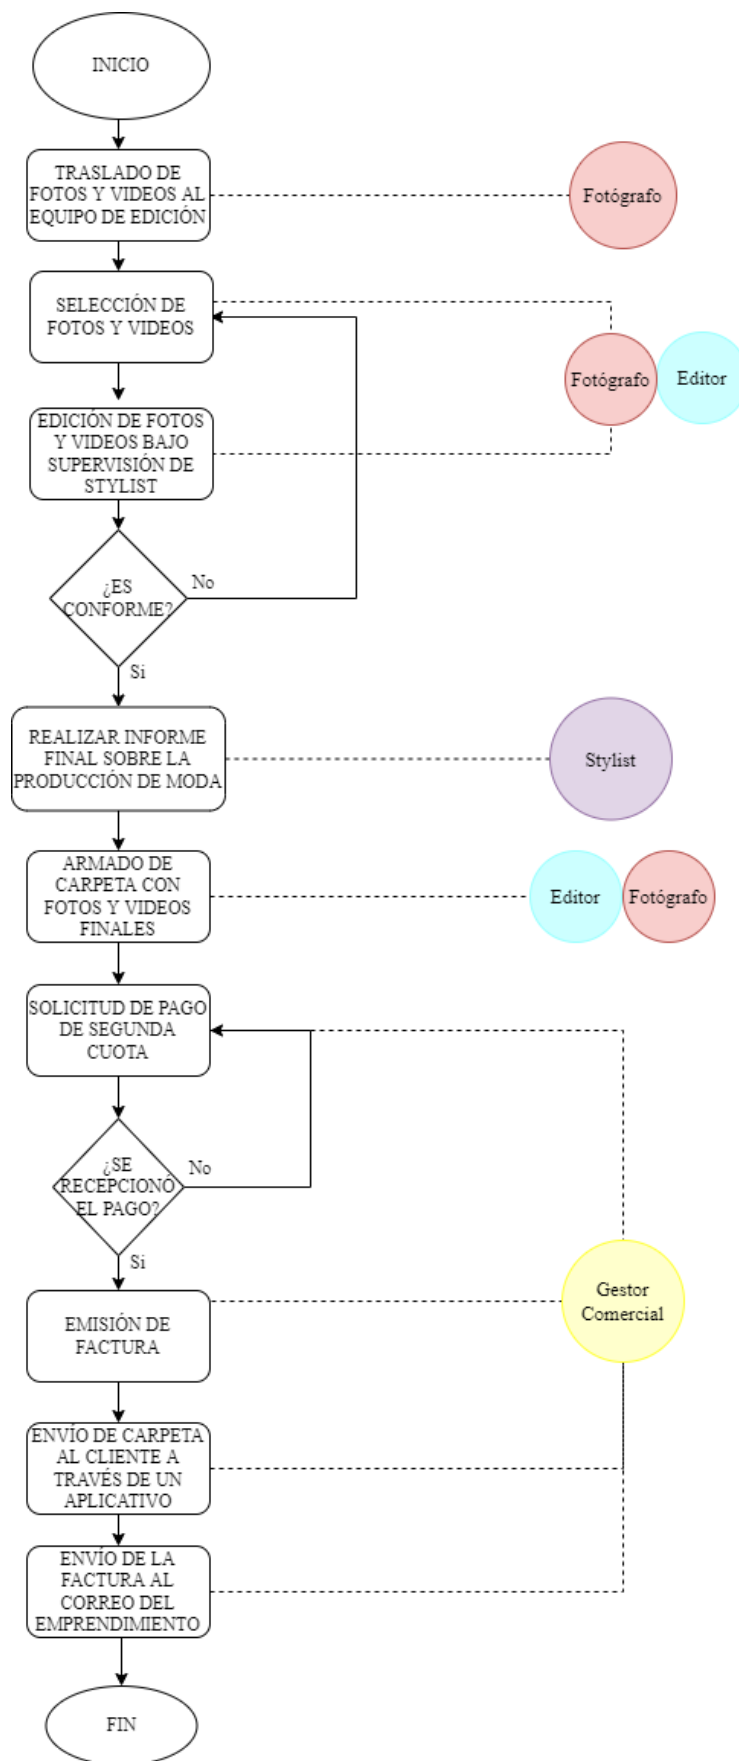 INICIO
TRASLADO DE
FOTOS Y VIDEOS AL
EQUIPO DE EDICIÓN
Fotógrafo
SELECCIÓN DE
FOTOS Y VIDEOS
Fotógrafo
Editor
EDICIÓN DE FOTOS
Y VIDEOS BAJO
SUPERVISIÓN DE
STYLIST
¿ES
CONFORME?
No
Si
REALIZAR INFORME
FINAL SOBRE LA
PRODUCCIÓN DE MODA
Stylist
ARMADO DE
CARPETA CON
FOTOS Y VIDEOS
FINALES
Editor
Fotógrafo
SOLICITUD DE PAGO
DE SEGUNDA
CUOTA
¿SE
RECEPCIONÓ
EL PAGO?
No
Si
EMISIÓN DE
FACTURA
Gestor
Comercial
ENVÍO DE CARPETA
AL CLIENTE A
TRAVÉS DE UN
APLICATIVO
ENVÍO DE LA
FACTURA AL
CORREO DEL
EMPRENDIMIENTO
FIN